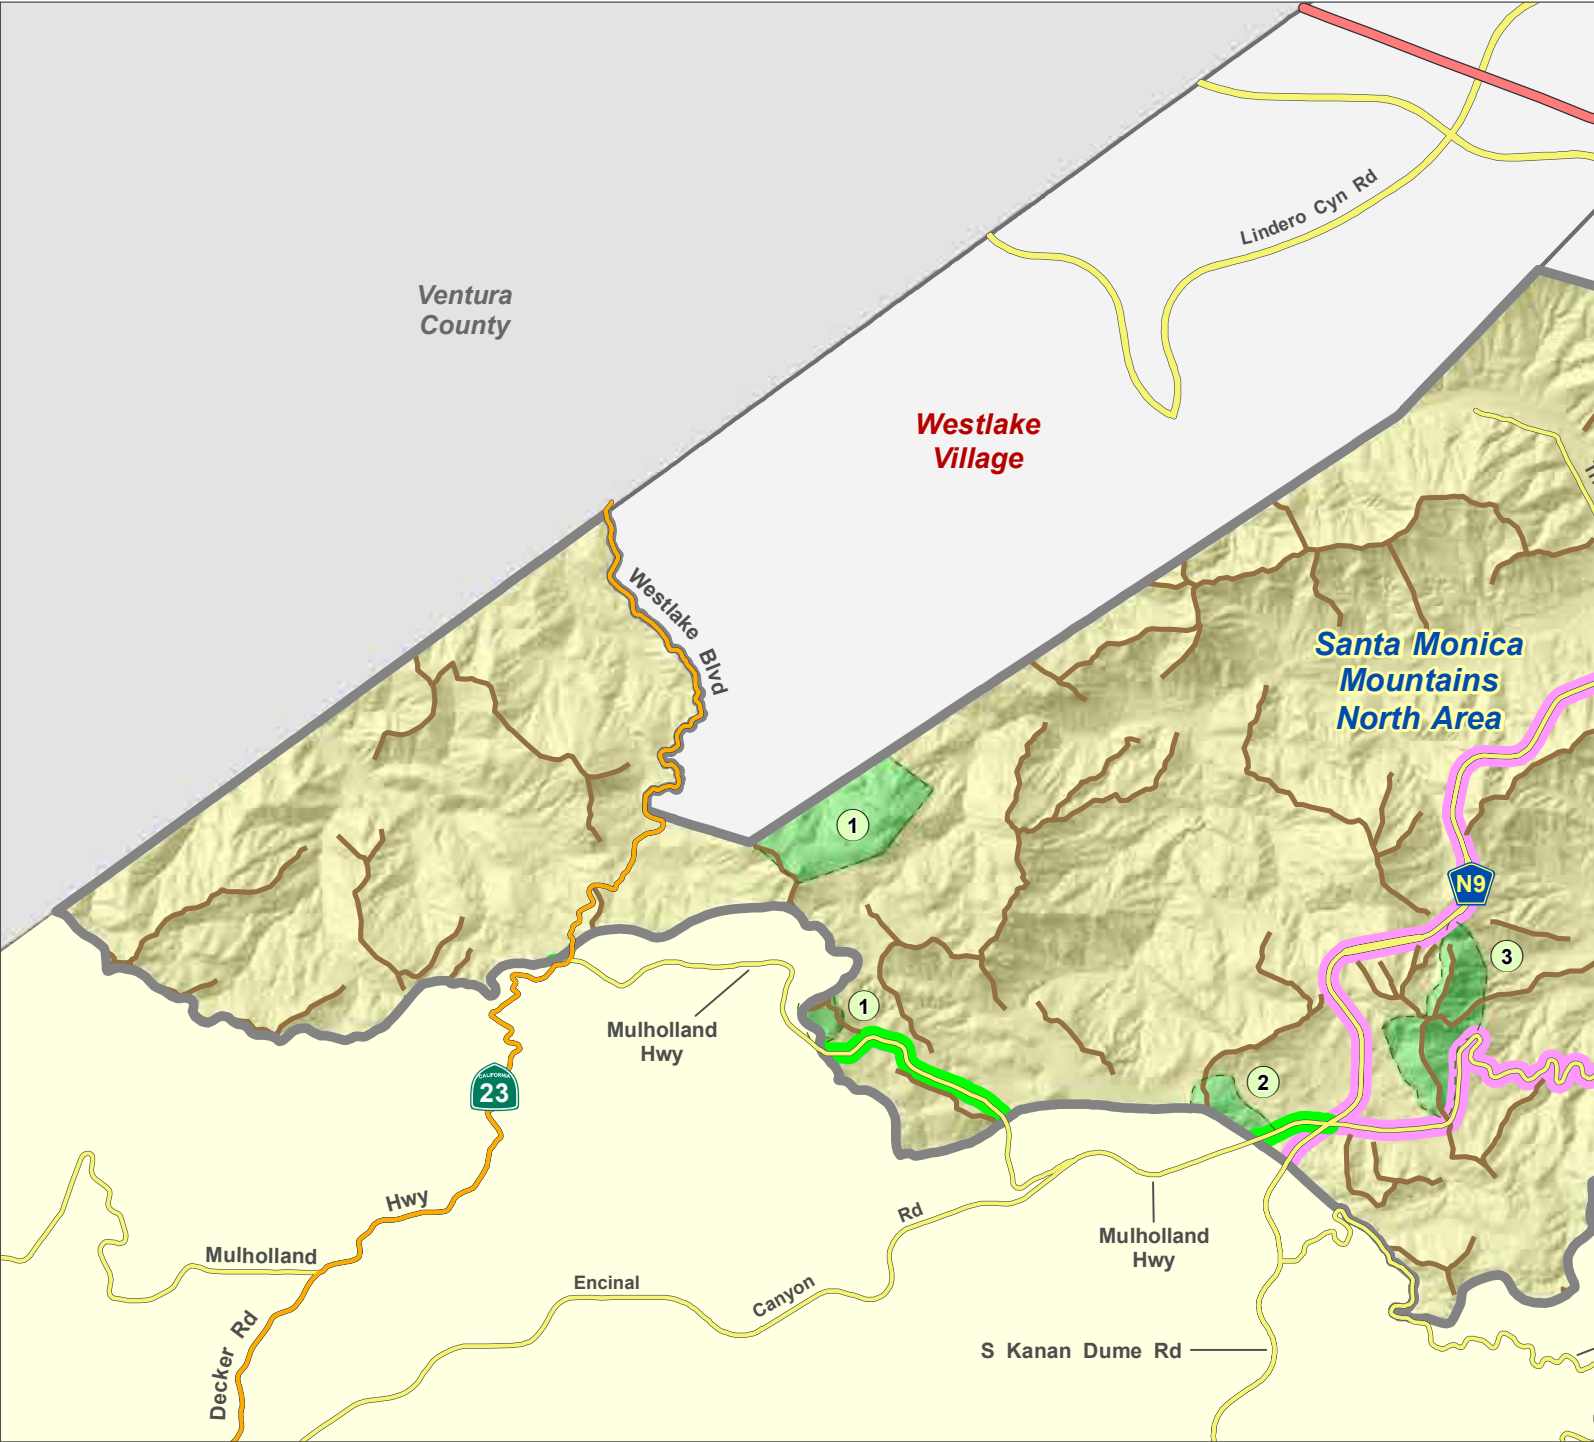 Lindero Cyn Rd
Ventura
County
Westlake
Village
Westlake Blvd
Santa Monica
Mountains
North Area
1
N9
3
1
Mulholland
Hwy
2
CALIFORNIA
23
Hwy
Rd
Mulholland
Hwy
Mulholland
Encinal
Canyon
Decker Rd
S Kanan Dume Rd